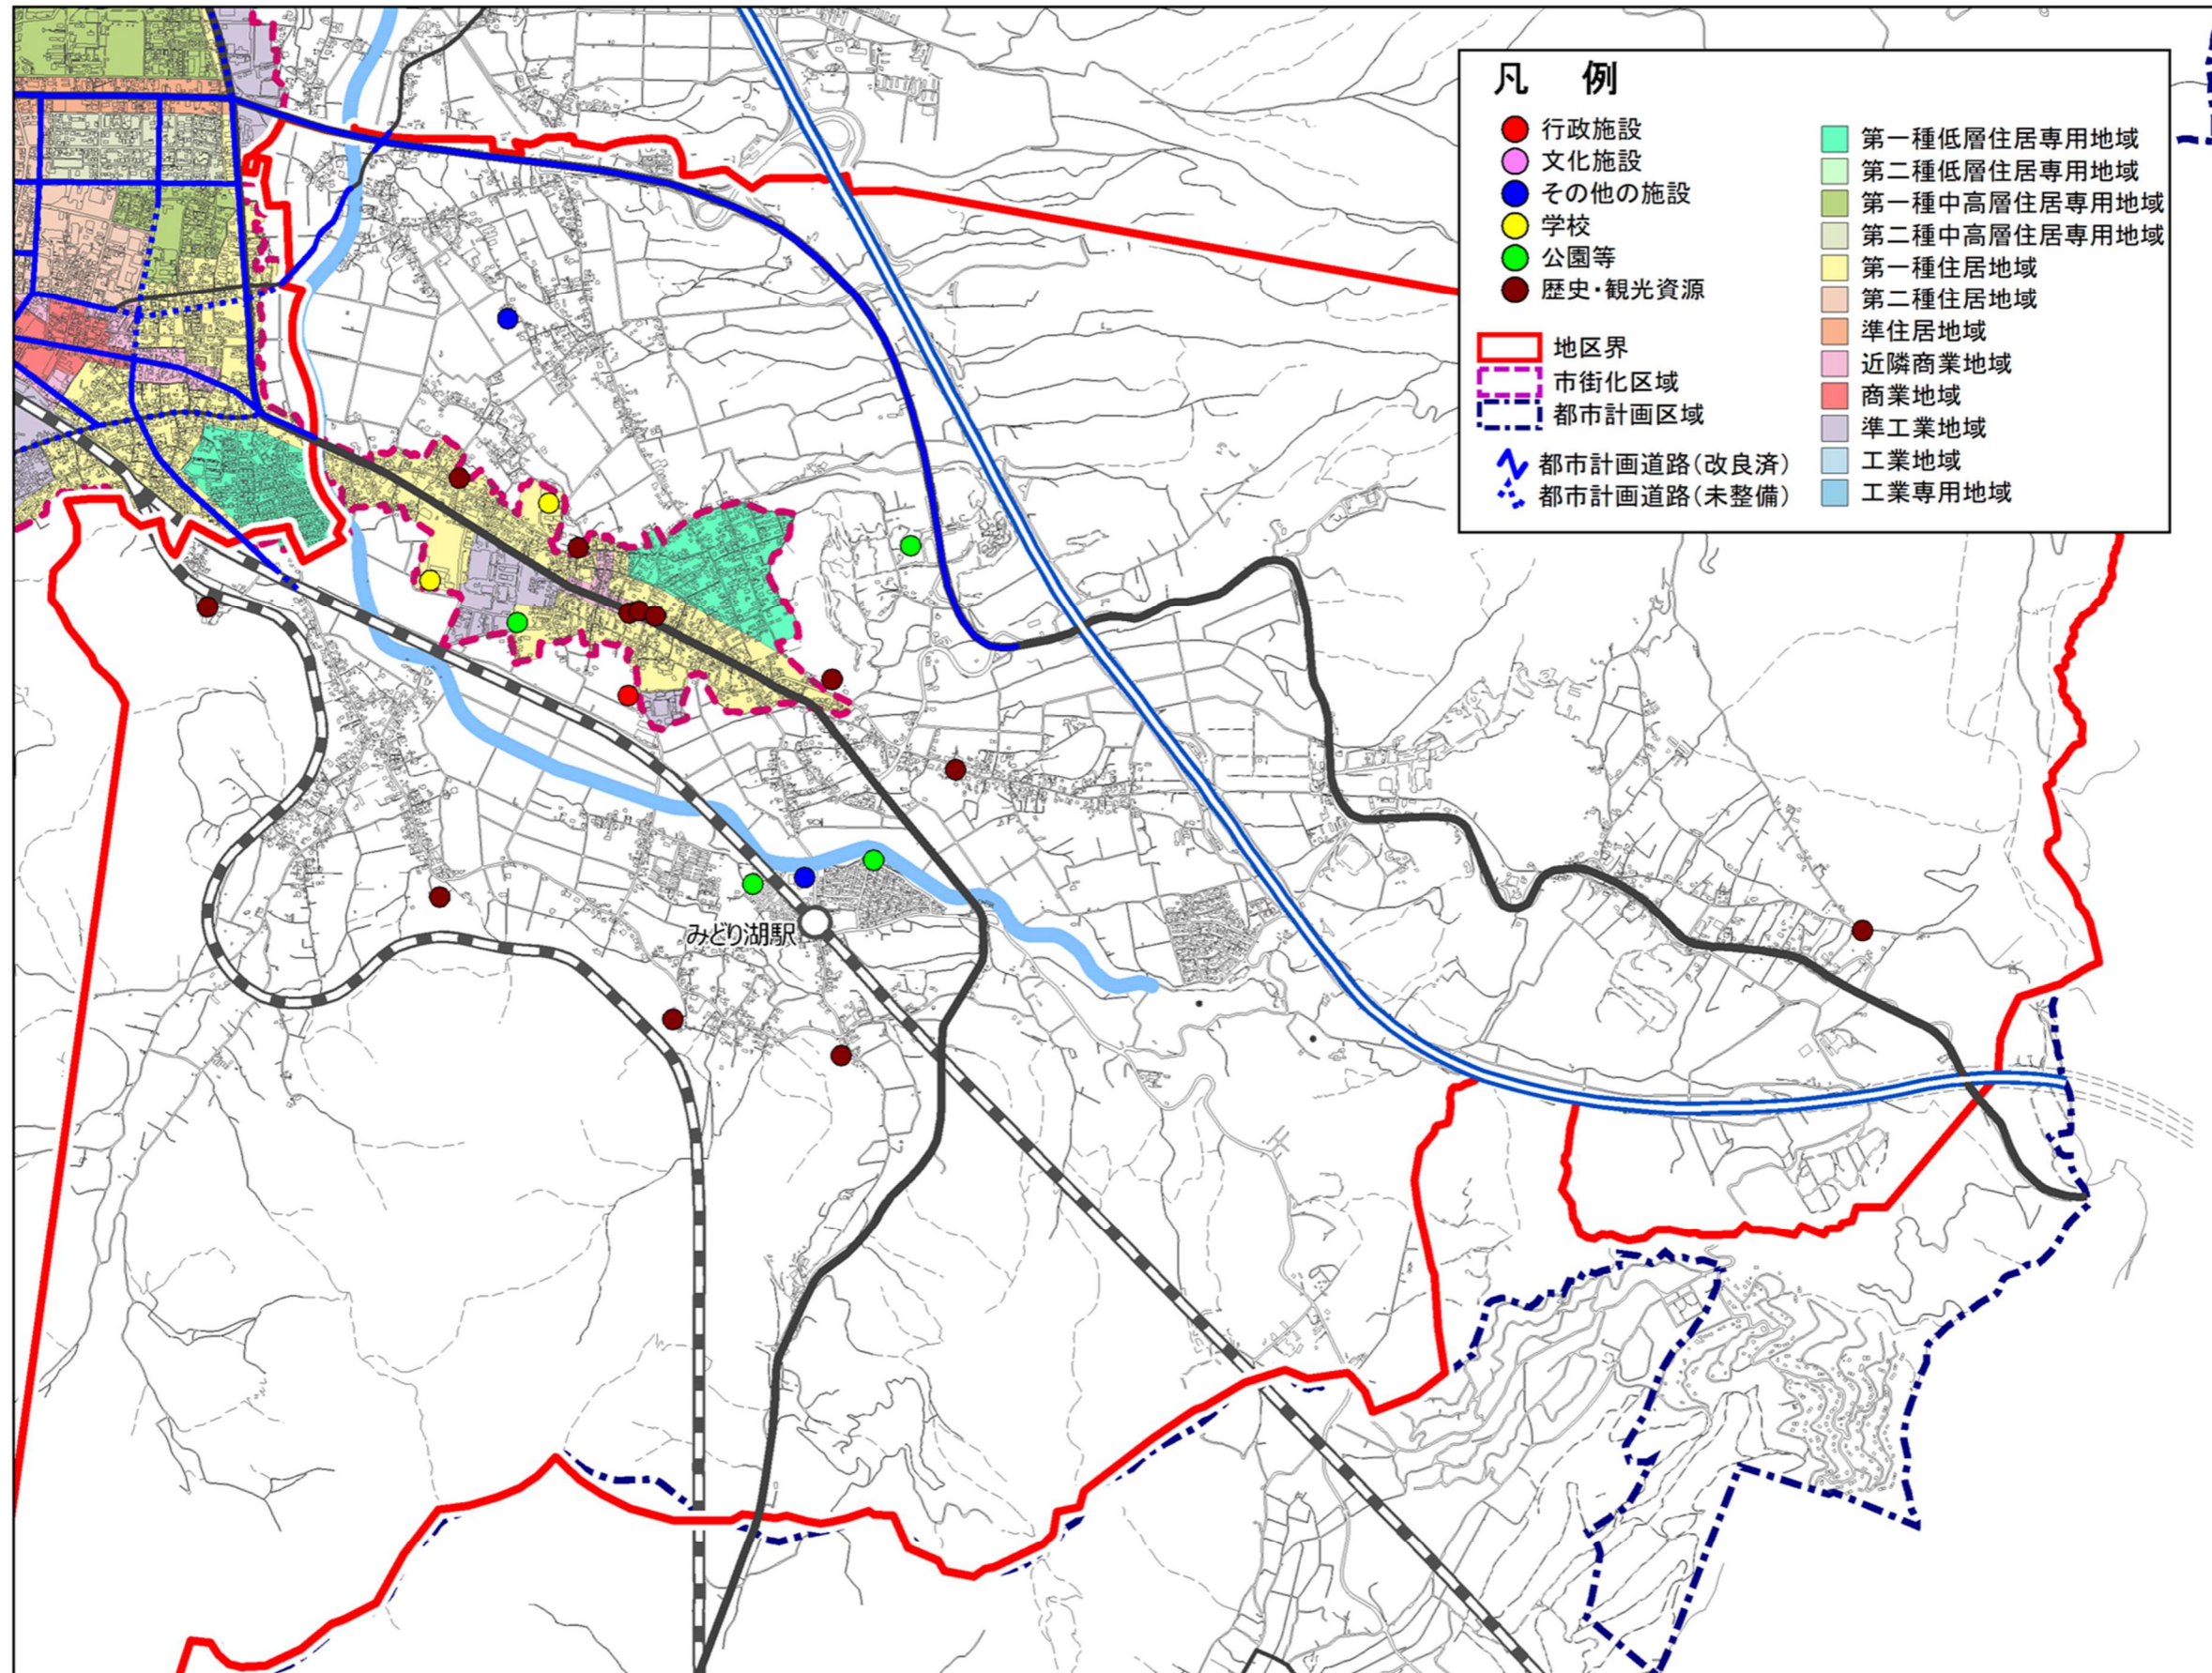 凡 例
行政施設
文化施設
その他の施設
学校
公園等
歴史・観光資源
地区界
市街化区域
都市計画区域
都市計画道路(改良済)
都市計画道路(未整備)
第一種低層住居専用地域
第二種低層住居専用地域
第一種中高層住居専用地域
第二種中高層住居専用地域
第一種住居地域
第二種住居地域
準住居地域
近隣商業地域
商業地域
準工業地域
工業地域
工業専用地域
みどり湖駅